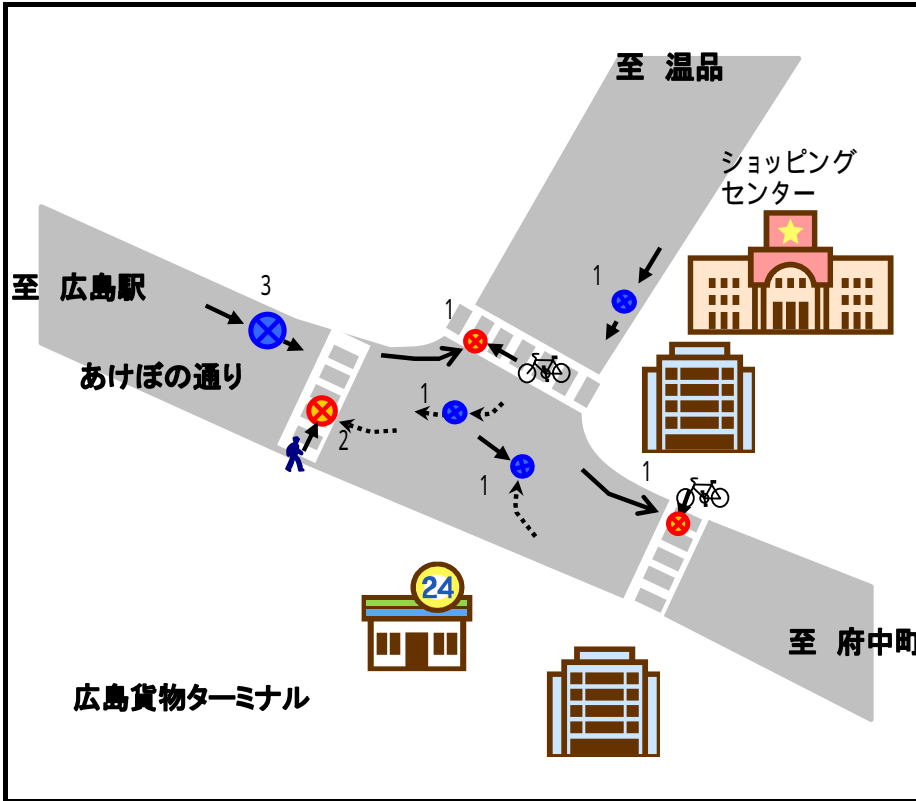 至 温品
ショッピング
センター
1
至 広島駅
3
1
あけぼの通り
1
2
1
1
24
至 府中町
広島貨物ターミナル